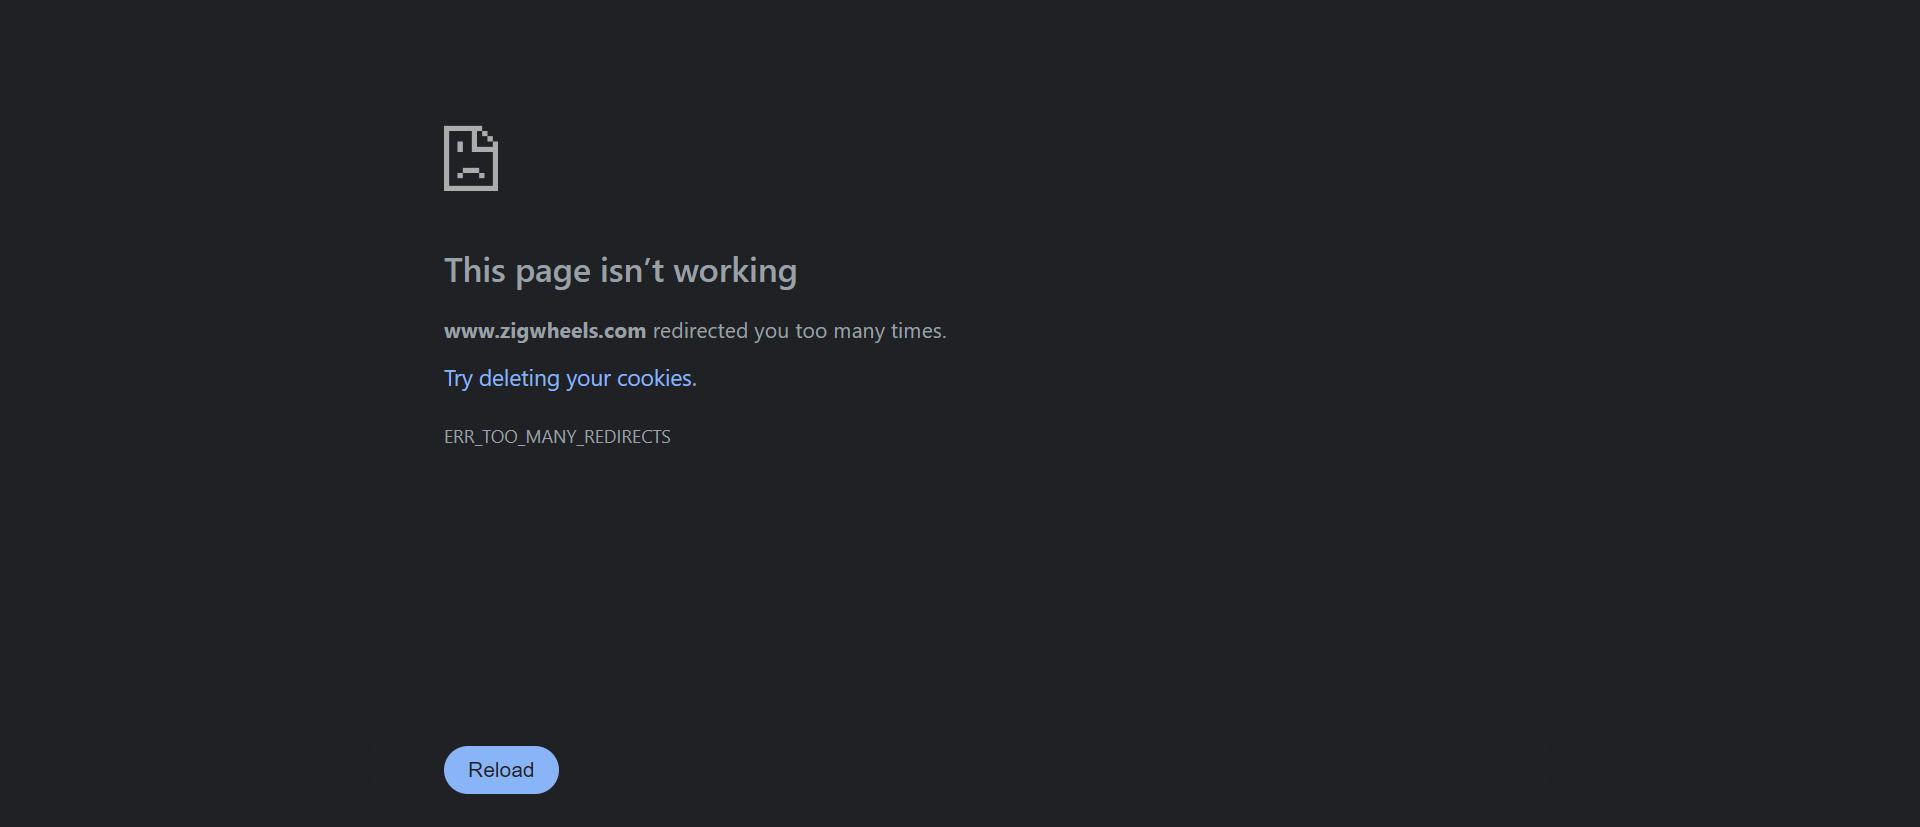 This page isn’t working
www.zigwheels.com redirected you too many times.
Try deleting your cookies.
ERR_TOO_MANY_REDIRECTS
Reload